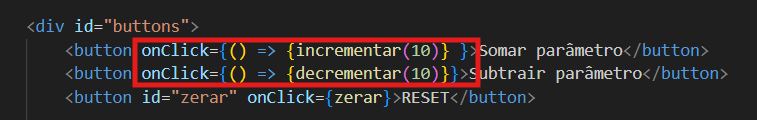 <div id="buttons">
<button onClick={() => {incrementar(10)} }>Somar parâmetro</button>
<button onClick={() => {decrementar(10)}}>Subtrair parâmetro</button>
<button id="zerar" onClick={zerar}>RESET</button>